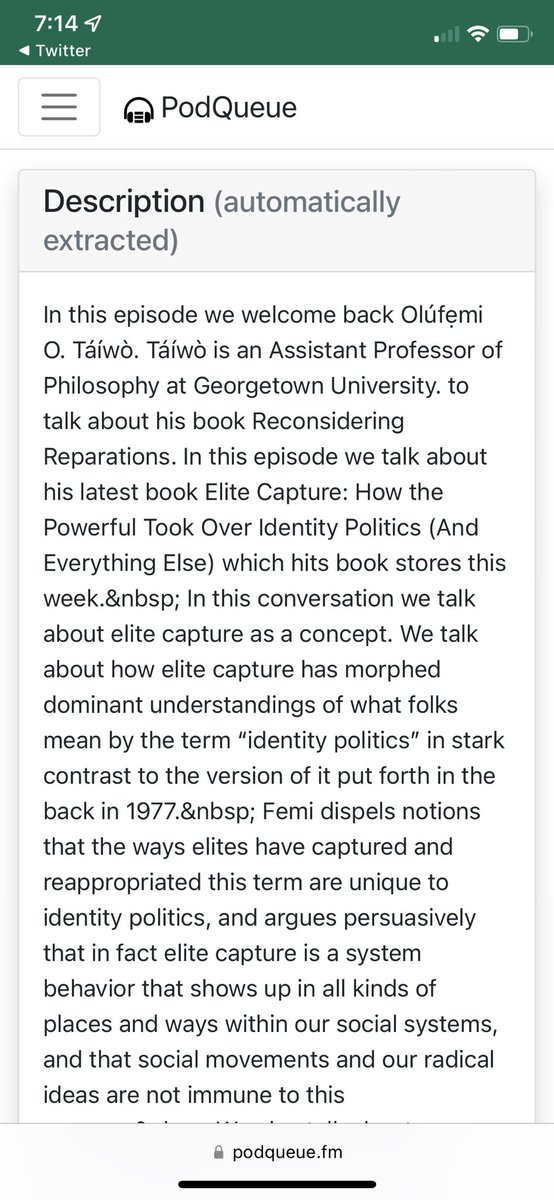 7:14
◀ Twitter
PodQueue
Description (automatically
extracted)
In this episode we welcome back Olúfẹmi
O. Táíwò. Táíwò is an Assistant Professor of
Philosophy at Georgetown University. to
talk about his book Reconsidering
Reparations. In this episode we talk about
his latest book Elite Capture: How the
Powerful Took Over Identity Politics (And
Everything Else) which hits book stores this
week.&nbsp; In this conversation we talk
about elite capture as a concept. We talk
about how elite capture has morphed
dominant understandings of what folks
mean by the term “identity politics” in stark
contrast to the version of it put forth in the
back in 1977.&nbsp; Femi dispels notions
that the ways elites have captured and
reappropriated this term are unique to
identity politics, and argues persuasively
that in fact elite capture is a system
behavior that shows up in all kinds of
places and ways within our social systems,
and that social movements and our radical
ideas are not immune to this
podqueue.fm